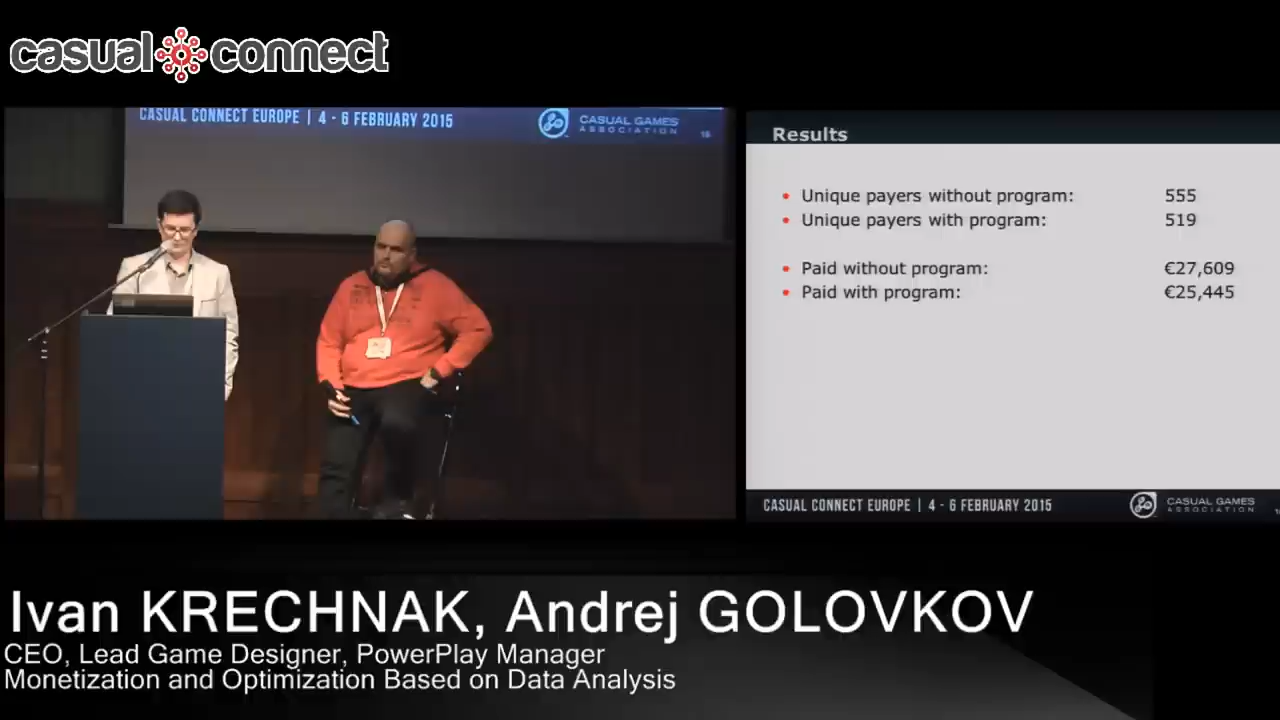 casual connect
CASUAL CONNECT EUROPE | 4 - 6 FEBRUARY 2015
CASUAL GAMES
ASSOCIATION
Results
• Unique payers without program: 555
• Unique payers with program: 519
• Paid without program: €27,609
• Paid with program: €25,445
CASUAL CONNECT EUROPE | 4 - 6 FEBRUARY 2015
CASUAL GAMES
ASSOCIATION
Ivan KRECHNAK, Andrej GOLOVKOV
CEO, Lead Game Designer, PowerPlay Manager
Monetization and Optimization Based on Data Analysis